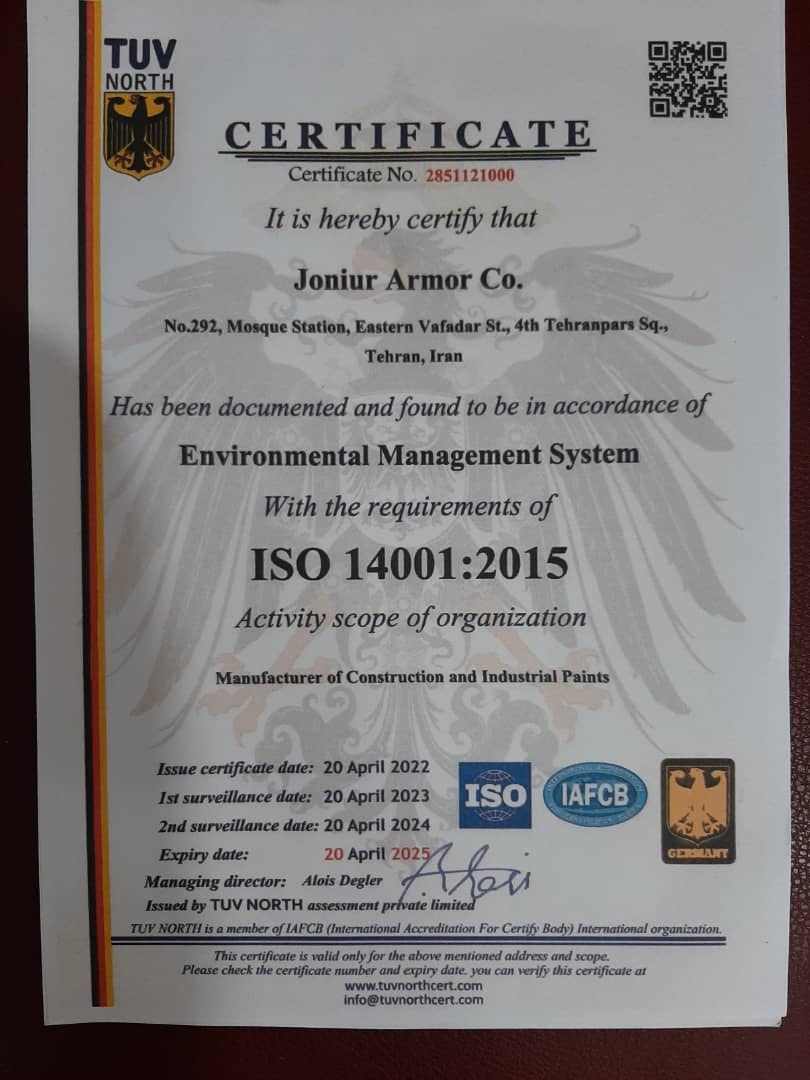 TUV
NORTH
CERTIFICATE
Certificate No. 2851121000
It is hereby certify that
Joniur Armor Co.
No.292, Mosque Station, Eastern Vafadar St., 4th Tehranpars Sq.,
Tehran, Iran
Has been documented and found to be in accordance of
Environmental Management System
With the requirements of
ISO 14001:2015
Activity scope of organization
Manufacturer of Construction and Industrial Paints
Issue certificate date: 20 April 2022
1st surveillance date: 20 April 2023
2nd surveillance date: 20 April 2024
Expiry date: 20 April 2025
Managing director: Alois Degler
Issued by TUV NORTH assessment private limited
ISO
IAFCB
GERMANY
TUV NORTH is a member of IAFCB (International Accreditation For Certify Body) International organization.
This certificate is valid only for the above mentioned address and scope.
Please check the certificate number and expiry date. you can verify this certificate at
www.tuvnorthcert.com
info@tuvnorthcert.com